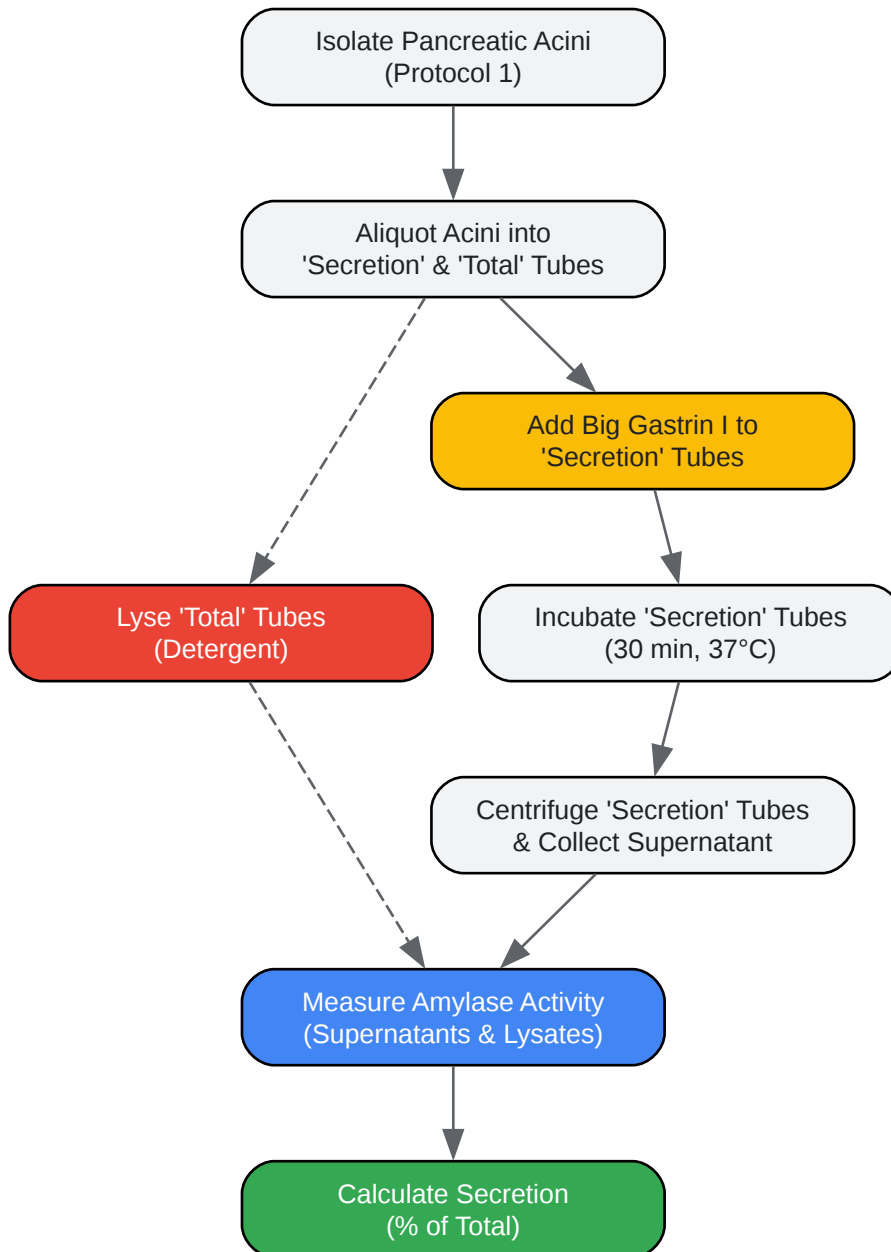 Isolate Pancreatic Acini
(Protocol 1)
Aliquot Acini into
'Secretion' & 'Total' Tubes
Add Big Gastrin I to
'Secretion' Tubes
Lyse 'Total' Tubes
(Detergent)
Incubate 'Secretion' Tubes
(30 min, 37°C)
Centrifuge 'Secretion' Tubes
& Collect Supernatant
Measure Amylase Activity
(Supernatants & Lysates)
Calculate Secretion
(% of Total)